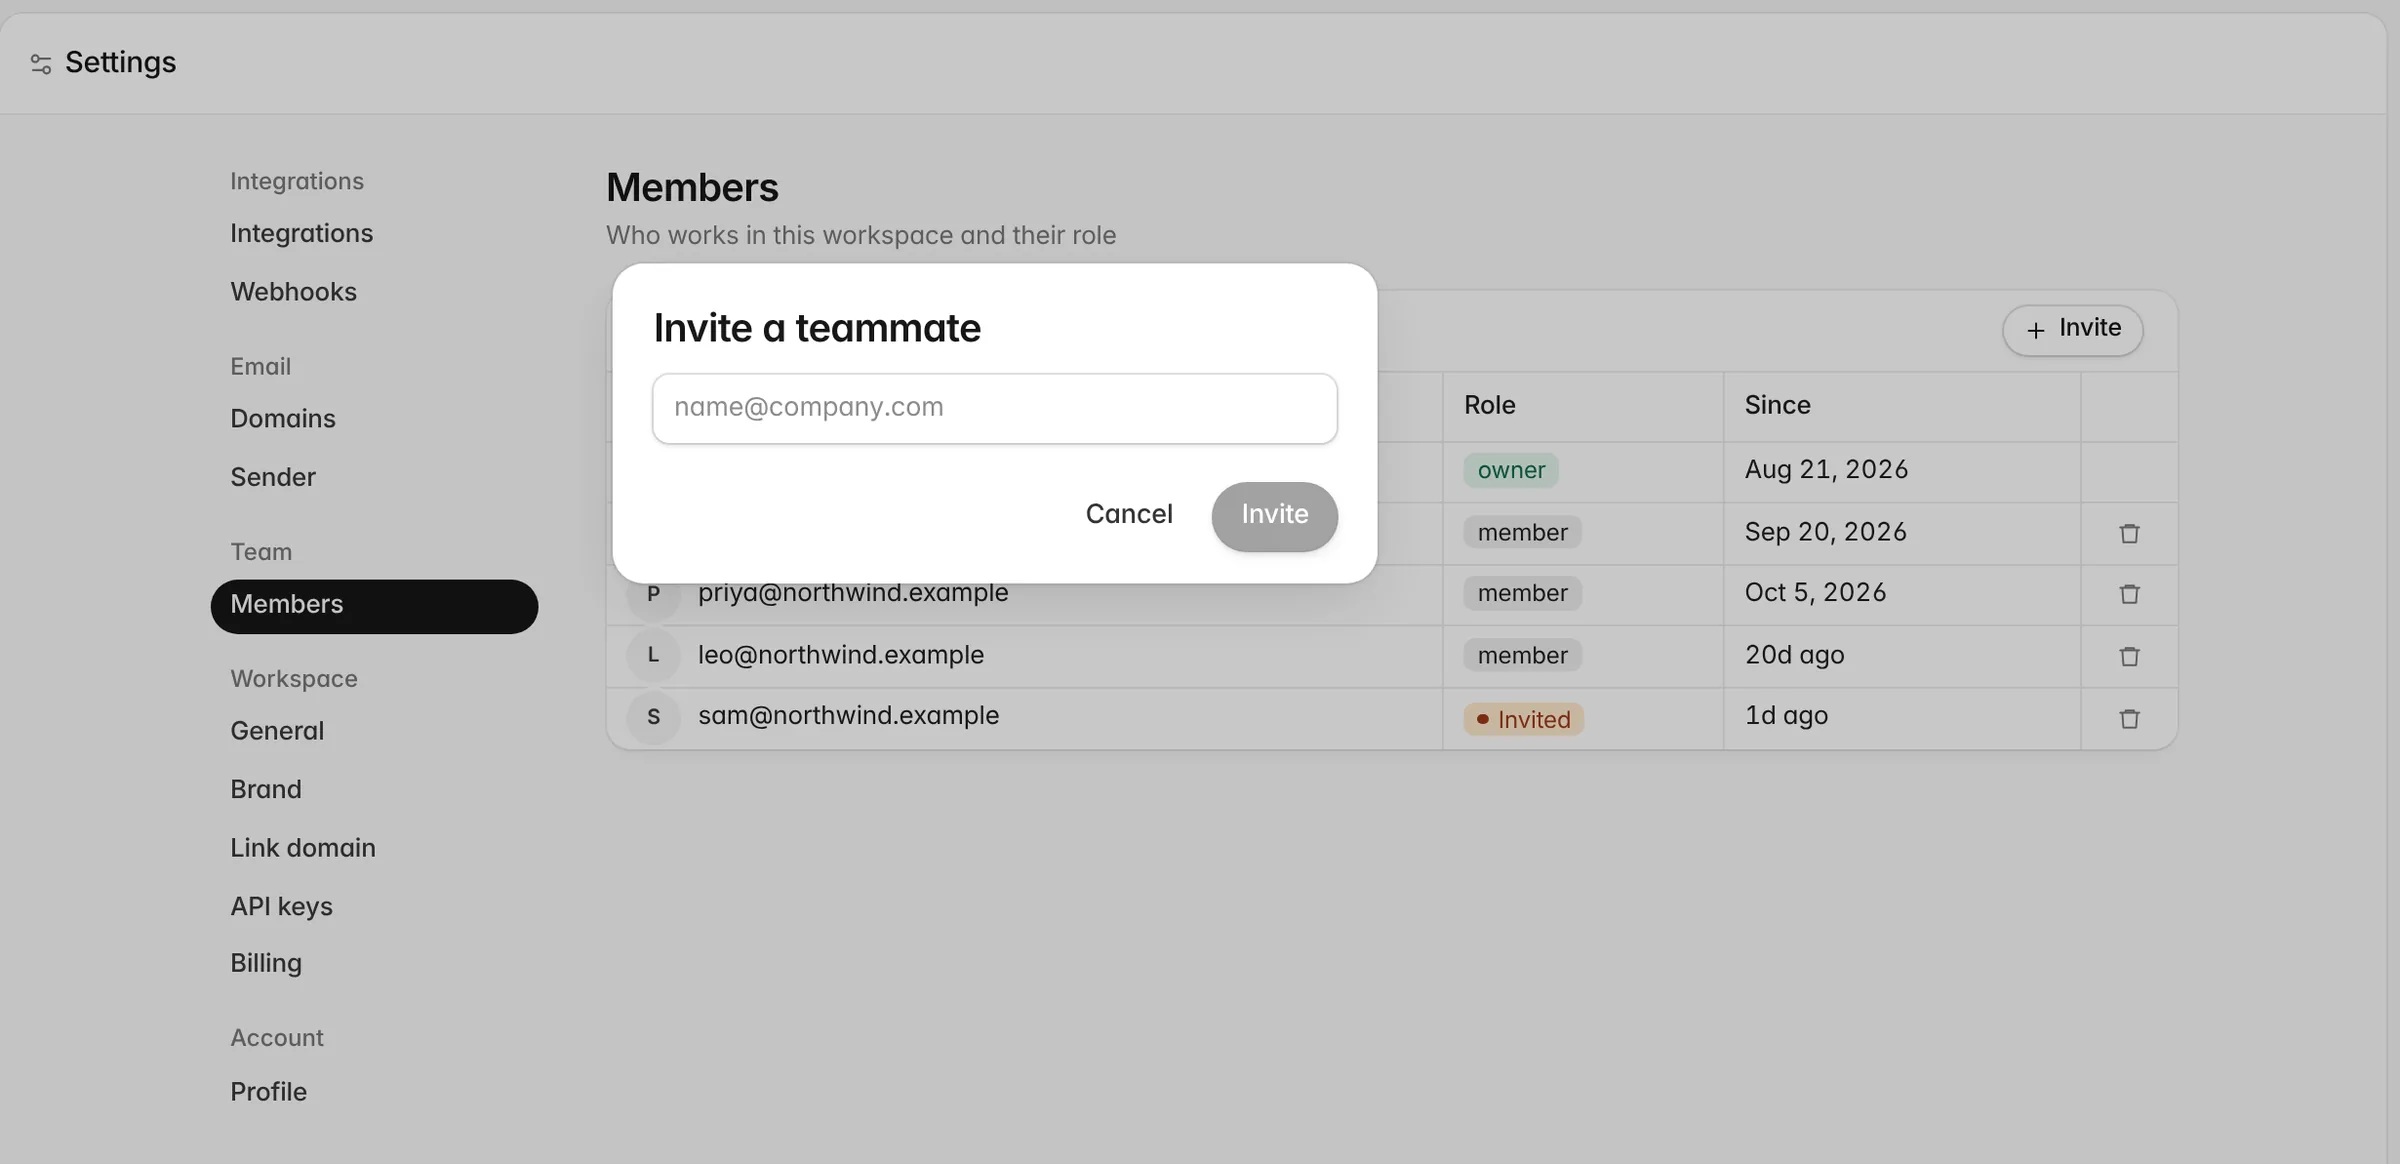 Settings
Integrations
Integrations
Webhooks
Email
Domains
Sender
Team
Members
Workspace
General
Brand
Link domain
API keys
Billing
Account
Profile
Members
Who works in this workspace and their role
Invite
Role Since
owner Aug 21, 2026
member Sep 20, 2026
P priya@northwind.example member Oct 5, 2026
L leo@northwind.example member 20d ago
S sam@northwind.example Invited 1d ago
Invite a teammate
name@company.com
Cancel Invite